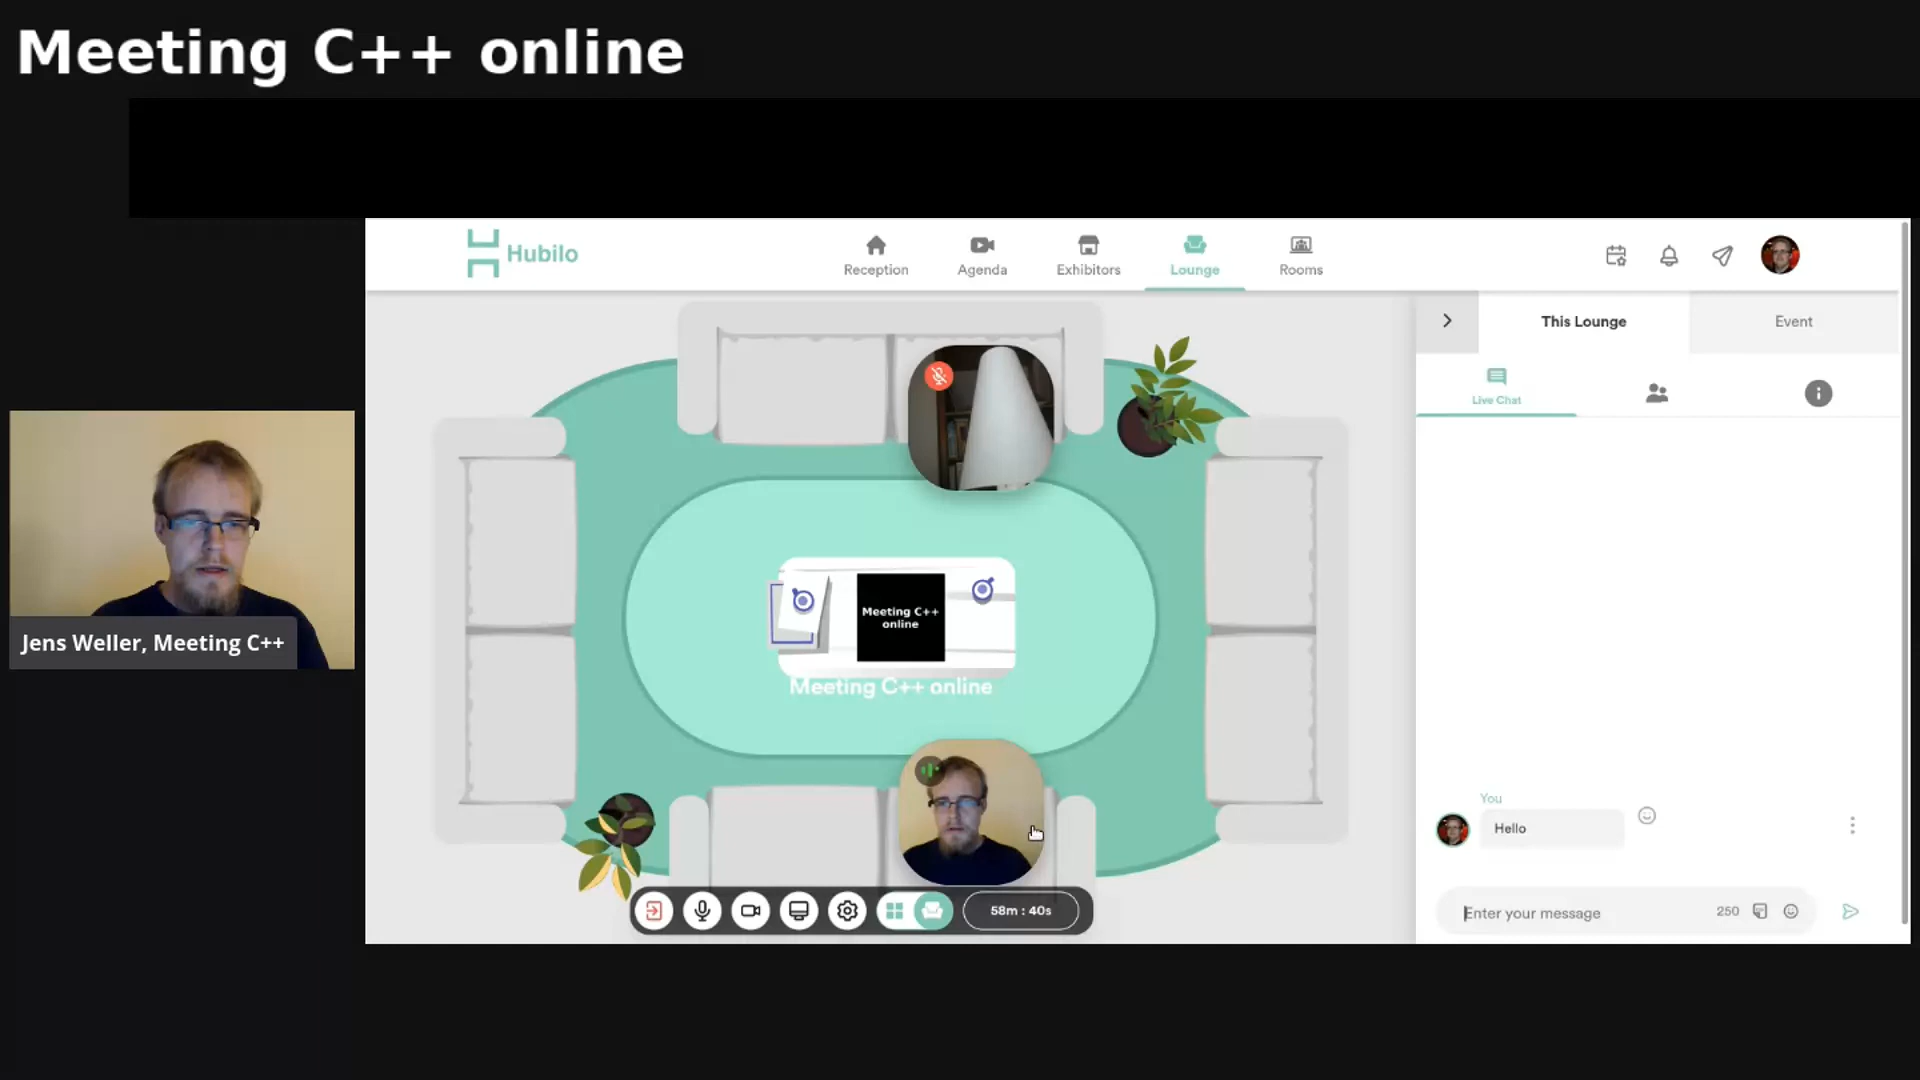 Meeting C++ online
Hubilo
Reception
Agenda
Exhibitors
Lounge
Rooms
This Lounge
Event
Live Chat
Meeting C++
online
Meeting C++ online
Jens Weller, Meeting C++
You
Hello
58m : 40s
Enter your message
250